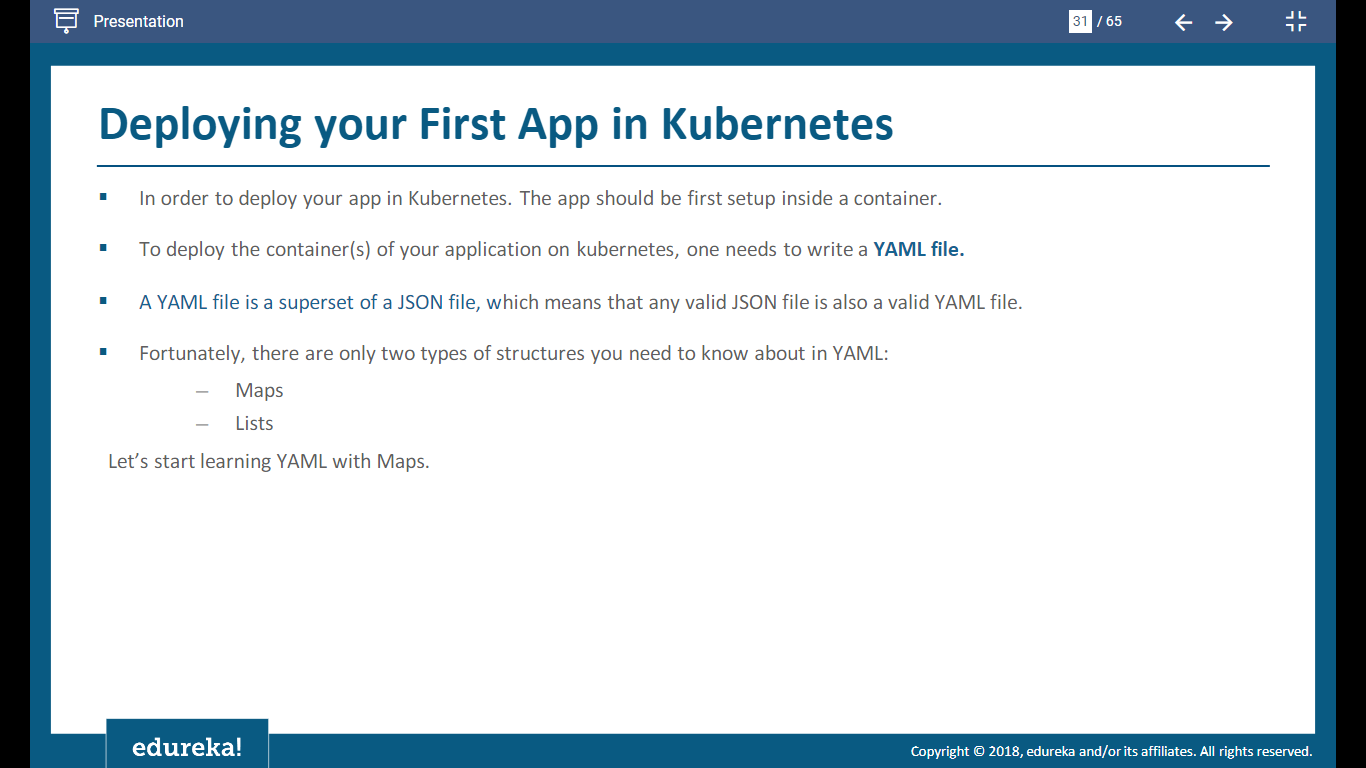 Presentation
31 / 65
Deploying your First App in Kubernetes
▪ In order to deploy your app in Kubernetes. The app should be first setup inside a container.
▪ To deploy the container(s) of your application on kubernetes, one needs to write a YAML file.
▪ A YAML file is a superset of a JSON file, which means that any valid JSON file is also a valid YAML file.
▪ Fortunately, there are only two types of structures you need to know about in YAML:
– Maps
– Lists
Let’s start learning YAML with Maps.
edureka!
Copyright © 2018, edureka and/or its affiliates. All rights reserved.